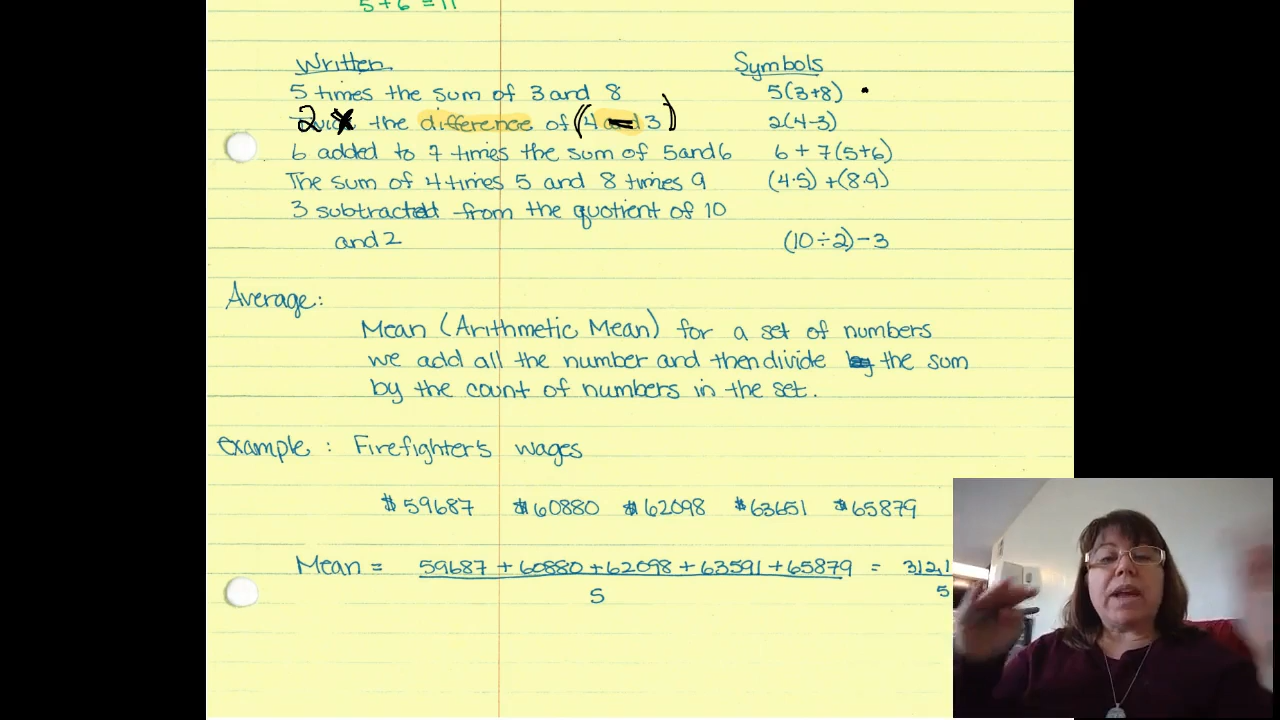 5+6 = 11
Written Symbols
5 times the sum of 3 and 8 5(3+8) •
2 × the difference of (4 - 3) 2(4-3)
6 added to 7 times the sum of 5 and 6 6 + 7(5+6)
The sum of 4 times 5 and 8 times 9 (4·5) + (8·9)
3 subtracted from the quotient of 10
and 2 (10÷2) - 3
Average:
Mean (Arithmetic Mean) for a set of numbers
we add all the number and then divide the sum
by the count of numbers in the set.
example: Firefighter's wages
$59687 $60880 $62098 $63651 $65879
Mean = 59687 + 60880 + 62098 + 63591 + 65879 = 312,1
5 5